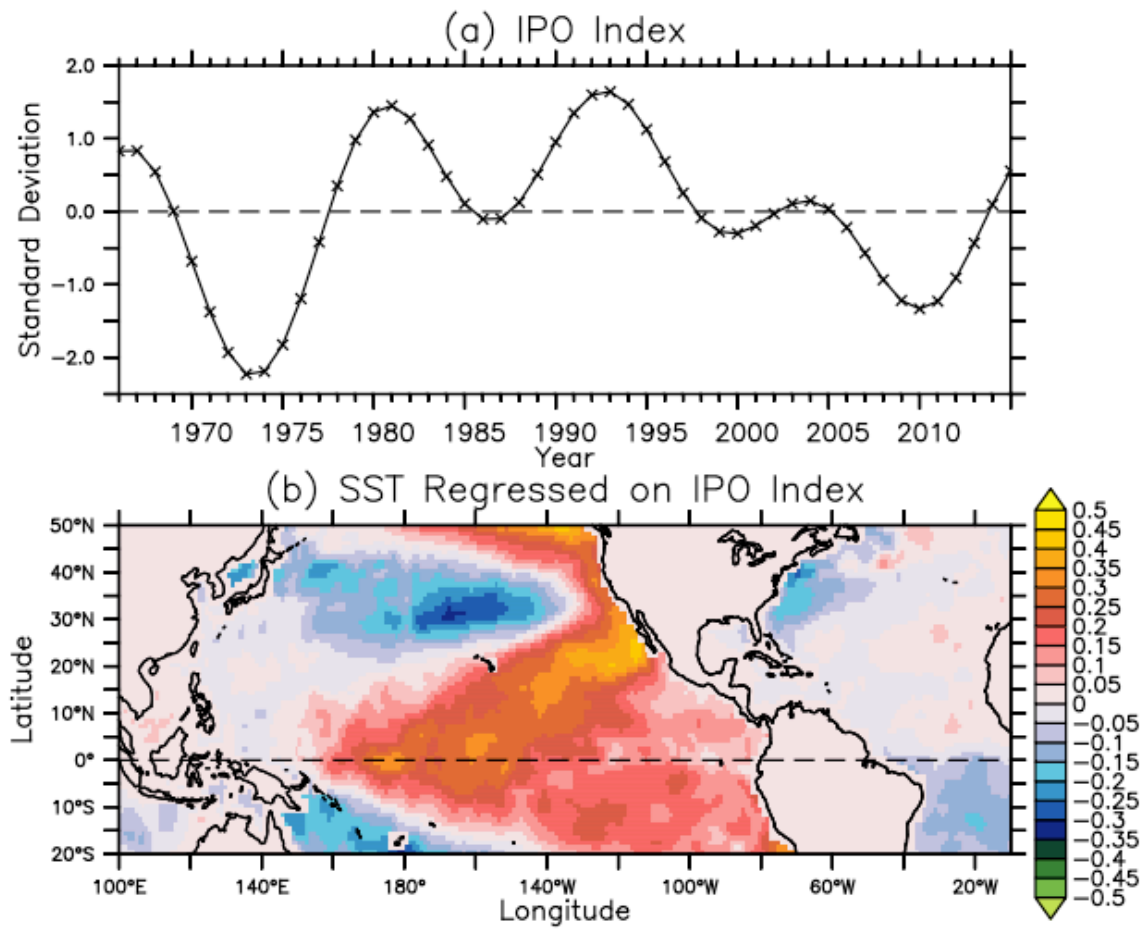 (a) IPO Index
2.0
1.0
0.0
-1.0
-2.0
Standard Deviation
1970 1975 1980 1985 1990 1995 2000 2005 2010
Year
(b) SST Regressed on IPO Index
50°N
40°N
30°N
20°N
10°N
0°
10°S
20°S
Latitude
100°E 140°E 180° 140°W 100°W 60°W 20°W
Longitude
0.5
0.45
0.4
0.35
0.3
0.25
0.2
0.15
0.1
0.05
0
-0.05
-0.1
-0.15
-0.2
-0.25
-0.3
-0.35
-0.4
-0.45
-0.5